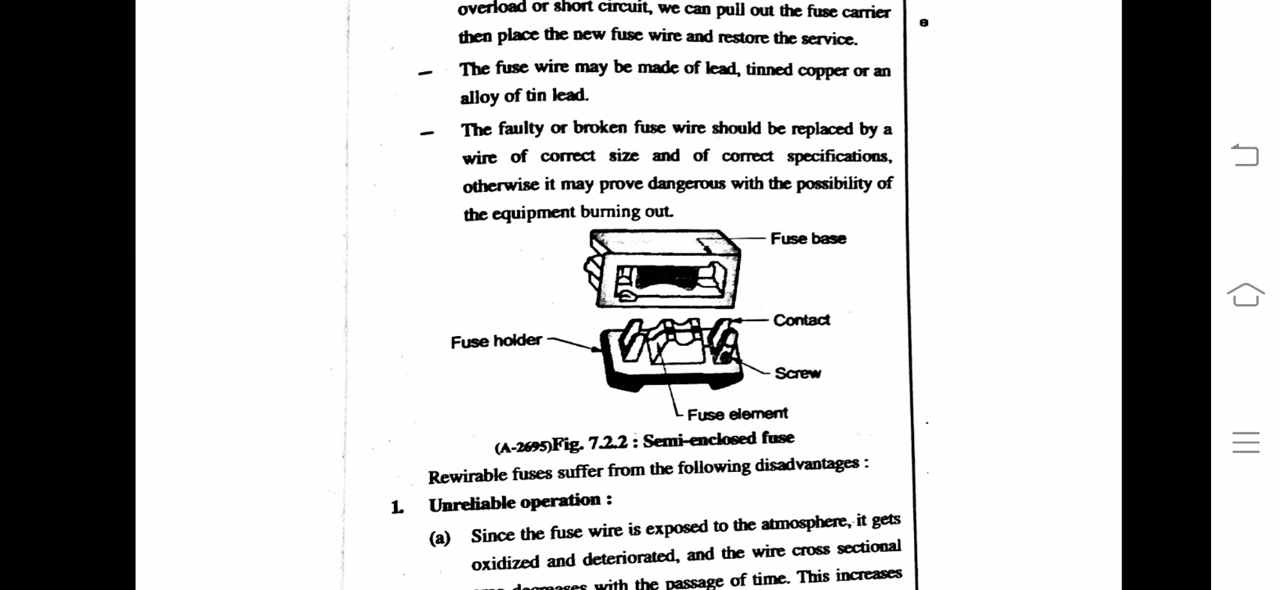 overload or short circuit, we can pull out the fuse carrier
then place the new fuse wire and restore the service.
– The fuse wire may be made of lead, tinned copper or an
alloy of tin lead.
– The faulty or broken fuse wire should be replaced by a
wire of correct size and of correct specifications,
otherwise it may prove dangerous with the possibility of
the equipment burning out.
Fuse base
Contact
Fuse holder
Screw
Fuse element
(A-2695)Fig. 7.2.2 : Semi-enclosed fuse
Rewirable fuses suffer from the following disadvantages :
1. Unreliable operation :
(a) Since the fuse wire is exposed to the atmosphere, it gets
oxidized and deteriorated, and the wire cross sectional
decreases with the passage of time. This increases